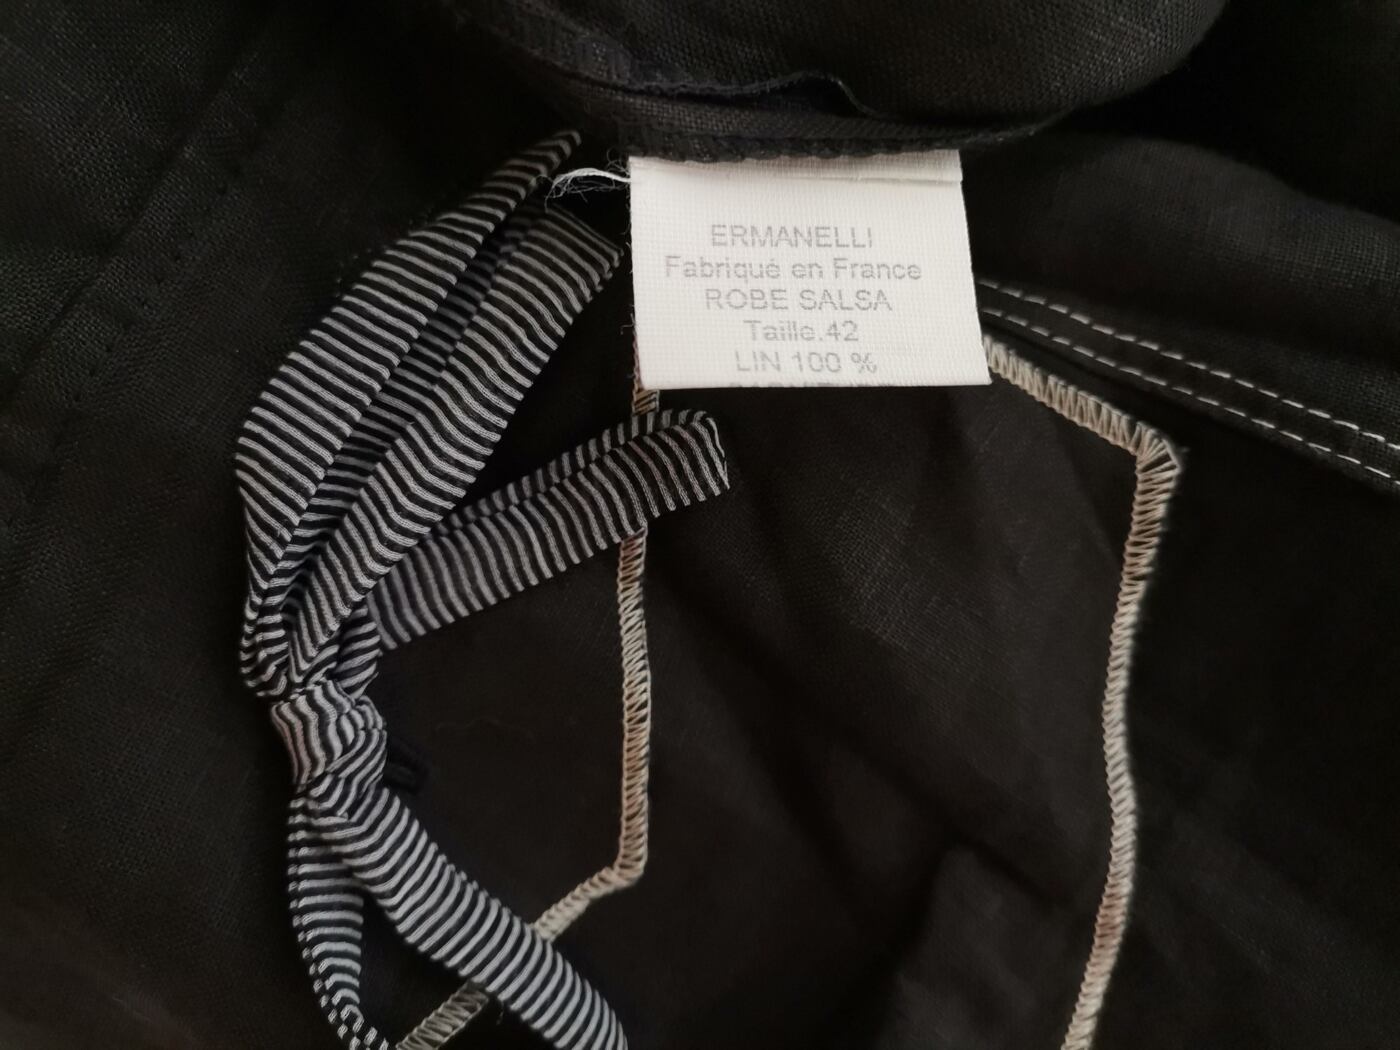 ERMANELLI
Fabriqué en France
ROBE SALSA
Taille.42
LIN 100 %